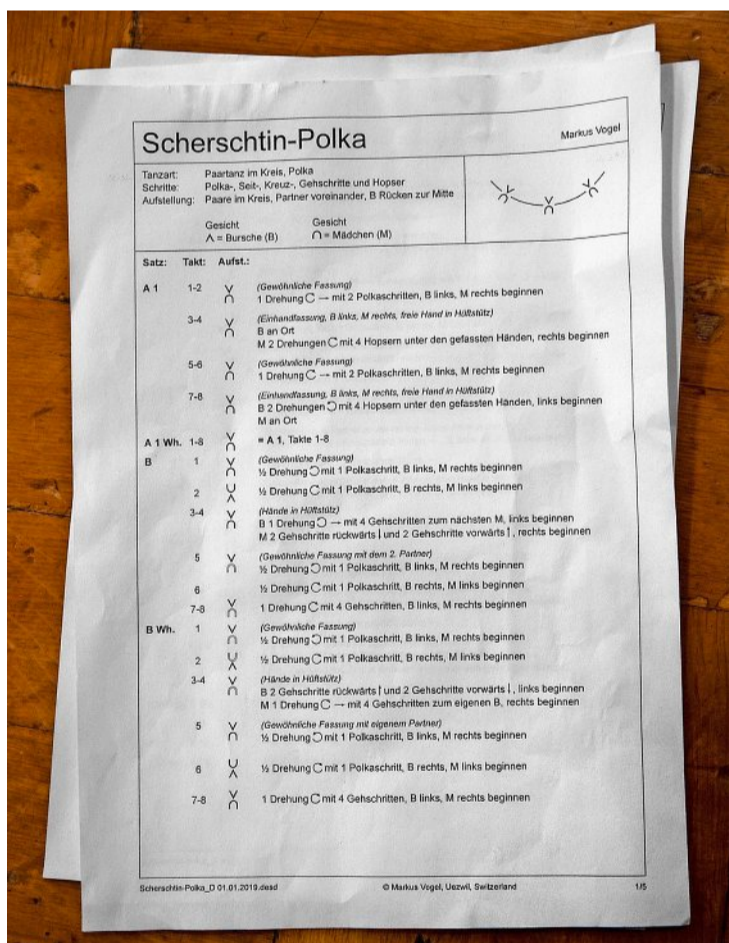 Scherschtin-Polka
Markus Vogel
Tanzart: Paartanz im Kreis, Polka
Schritte: Polka-, Seit-, Kreuz-, Gehschritte und Hopser
Aufstellung: Paare im Kreis, Partner voreinander, B Rücken zur Mitte
Gesicht Gesicht
= Bursche (B) = Mädchen (M)
Satz: Takt: Aufst.:
A 1 1-2 (Gewöhnliche Fassung)
1 Drehung → mit 2 Polkaschritten, B links, M rechts beginnen
3-4 (Einhandfassung, B links, M rechts, freie Hand in Hüftstütz)
B an Ort
M 2 Drehungen mit 4 Hopsern unter den gefassten Händen, rechts beginnen
5-6 (Gewöhnliche Fassung)
1 Drehung → mit 2 Polkaschritten, B links, M rechts beginnen
7-8 (Einhandfassung, B links, M rechts, freie Hand in Hüftstütz)
B 2 Drehungen mit 4 Hopsern unter den gefassten Händen, links beginnen
M an Ort
A 1 Wh. 1-8 = A 1, Takte 1-8
B 1 (Gewöhnliche Fassung)
½ Drehung mit 1 Polkaschritt, B links, M rechts beginnen
2 ½ Drehung mit 1 Polkaschritt, B rechts, M links beginnen
3-4 (Hände in Hüftstütz)
B 1 Drehung → mit 4 Gehschritten zum nächsten M, links beginnen
M 2 Gehschritte rückwärts ↓ und 2 Gehschritte vorwärts ↑, rechts beginnen
5 (Gewöhnliche Fassung mit dem 2. Partner)
½ Drehung mit 1 Polkaschritt, B links, M rechts beginnen
6 ½ Drehung mit 1 Polkaschritt, B rechts, M links beginnen
7-8 1 Drehung mit 4 Gehschritten, B links, M rechts beginnen
B Wh. 1 (Gewöhnliche Fassung)
½ Drehung mit 1 Polkaschritt, B links, M rechts beginnen
2 ½ Drehung mit 1 Polkaschritt, B rechts, M links beginnen
3-4 (Hände in Hüftstütz)
B 2 Gehschritte rückwärts ↑ und 2 Gehschritte vorwärts ↓, links beginnen
M 1 Drehung → mit 4 Gehschritten zum eigenen B, rechts beginnen
5 (Gewöhnliche Fassung mit eigenem Partner)
½ Drehung mit 1 Polkaschritt, B links, M rechts beginnen
6 ½ Drehung mit 1 Polkaschritt, B rechts, M links beginnen
7-8 1 Drehung mit 4 Gehschritten, B links, M rechts beginnen
Scherschtin-Polka_D 01.01.2019.desd © Markus Vogel, Uezwil, Switzerland 1/5